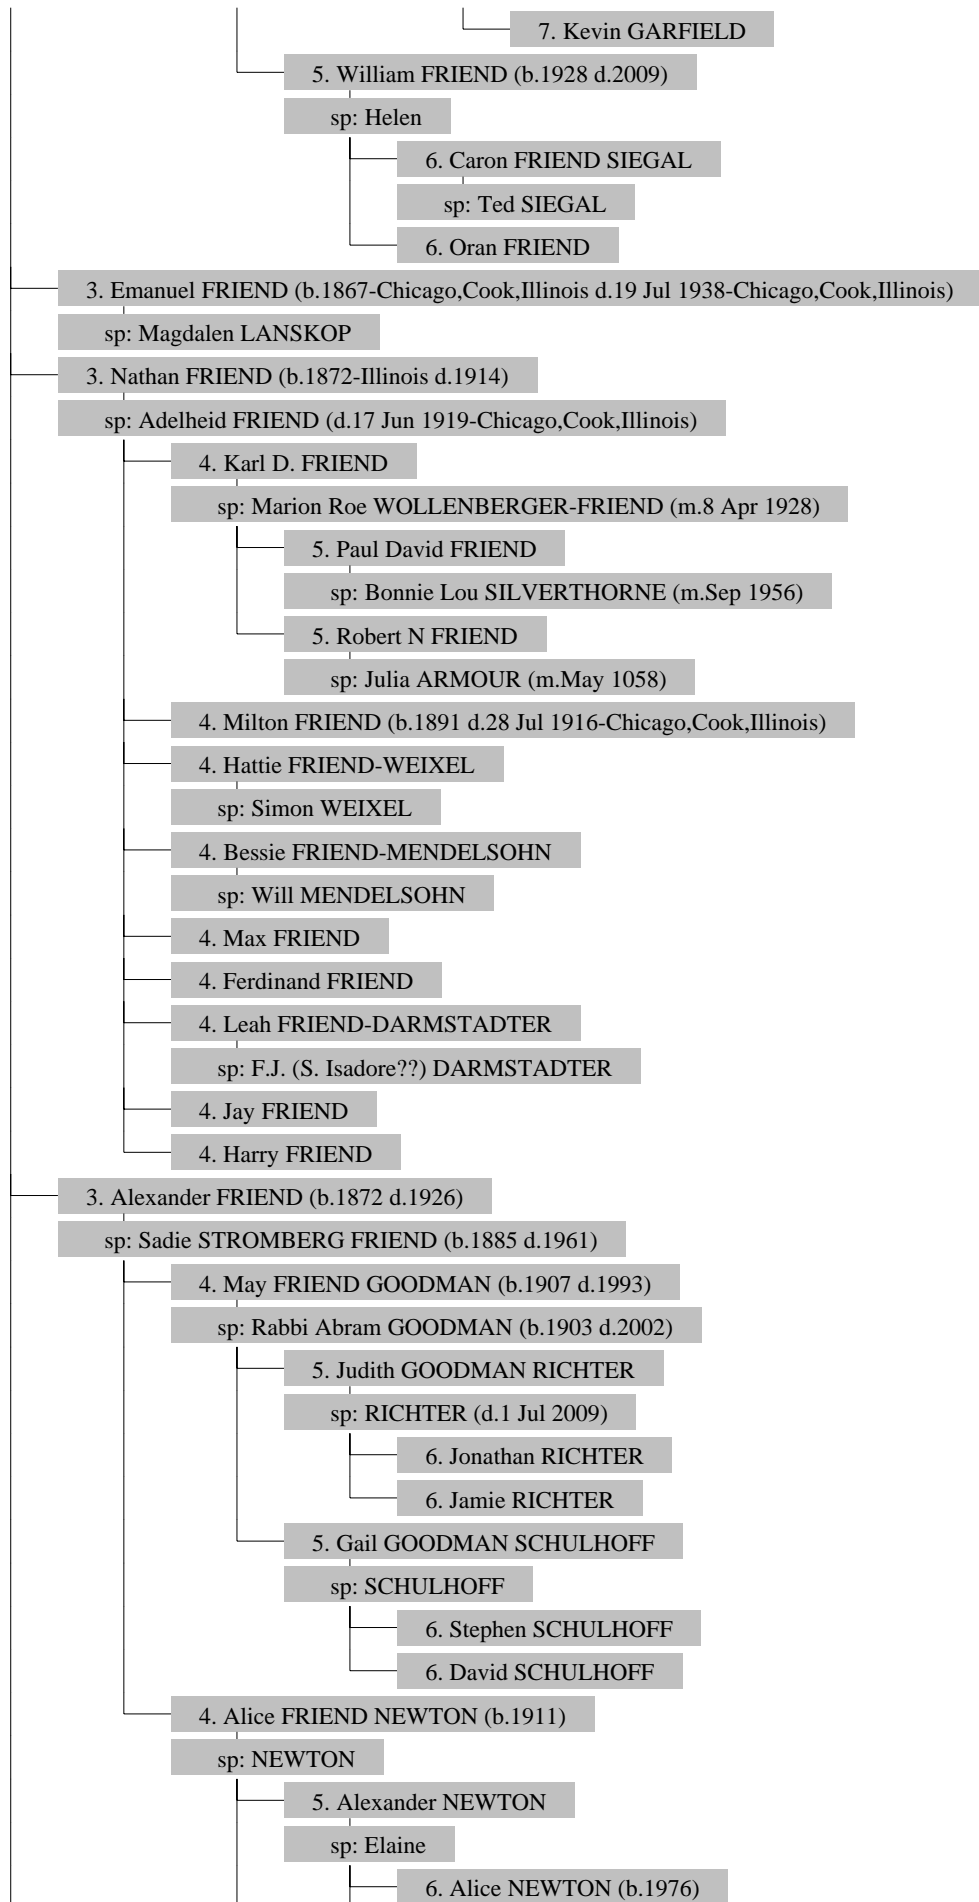 7. Kevin GARFIELD
5. William FRIEND (b.1928 d.2009)
sp: Helen
6. Caron FRIEND SIEGAL
sp: Ted SIEGAL
6. Oran FRIEND
3. Emanuel FRIEND (b.1867-Chicago,Cook,Illinois d.19 Jul 1938-Chicago,Cook,Illinois)
sp: Magdalen LANSKOP
3. Nathan FRIEND (b.1872-Illinois d.1914)
sp: Adelheid FRIEND (d.17 Jun 1919-Chicago,Cook,Illinois)
4. Karl D. FRIEND
sp: Marion Roe WOLLENBERGER-FRIEND (m.8 Apr 1928)
5. Paul David FRIEND
sp: Bonnie Lou SILVERTHORNE (m.Sep 1956)
5. Robert N FRIEND
sp: Julia ARMOUR (m.May 1058)
4. Milton FRIEND (b.1891 d.28 Jul 1916-Chicago,Cook,Illinois)
4. Hattie FRIEND-WEIXEL
sp: Simon WEIXEL
4. Bessie FRIEND-MENDELSOHN
sp: Will MENDELSOHN
4. Max FRIEND
4. Ferdinand FRIEND
4. Leah FRIEND-DARMSTADTER
sp: F.J. (S. Isadore??) DARMSTADTER
4. Jay FRIEND
4. Harry FRIEND
3. Alexander FRIEND (b.1872 d.1926)
sp: Sadie STROMBERG FRIEND (b.1885 d.1961)
4. May FRIEND GOODMAN (b.1907 d.1993)
sp: Rabbi Abram GOODMAN (b.1903 d.2002)
5. Judith GOODMAN RICHTER
sp: RICHTER (d.1 Jul 2009)
6. Jonathan RICHTER
6. Jamie RICHTER
5. Gail GOODMAN SCHULHOFF
sp: SCHULHOFF
6. Stephen SCHULHOFF
6. David SCHULHOFF
4. Alice FRIEND NEWTON (b.1911)
sp: NEWTON
5. Alexander NEWTON
sp: Elaine
6. Alice NEWTON (b.1976)